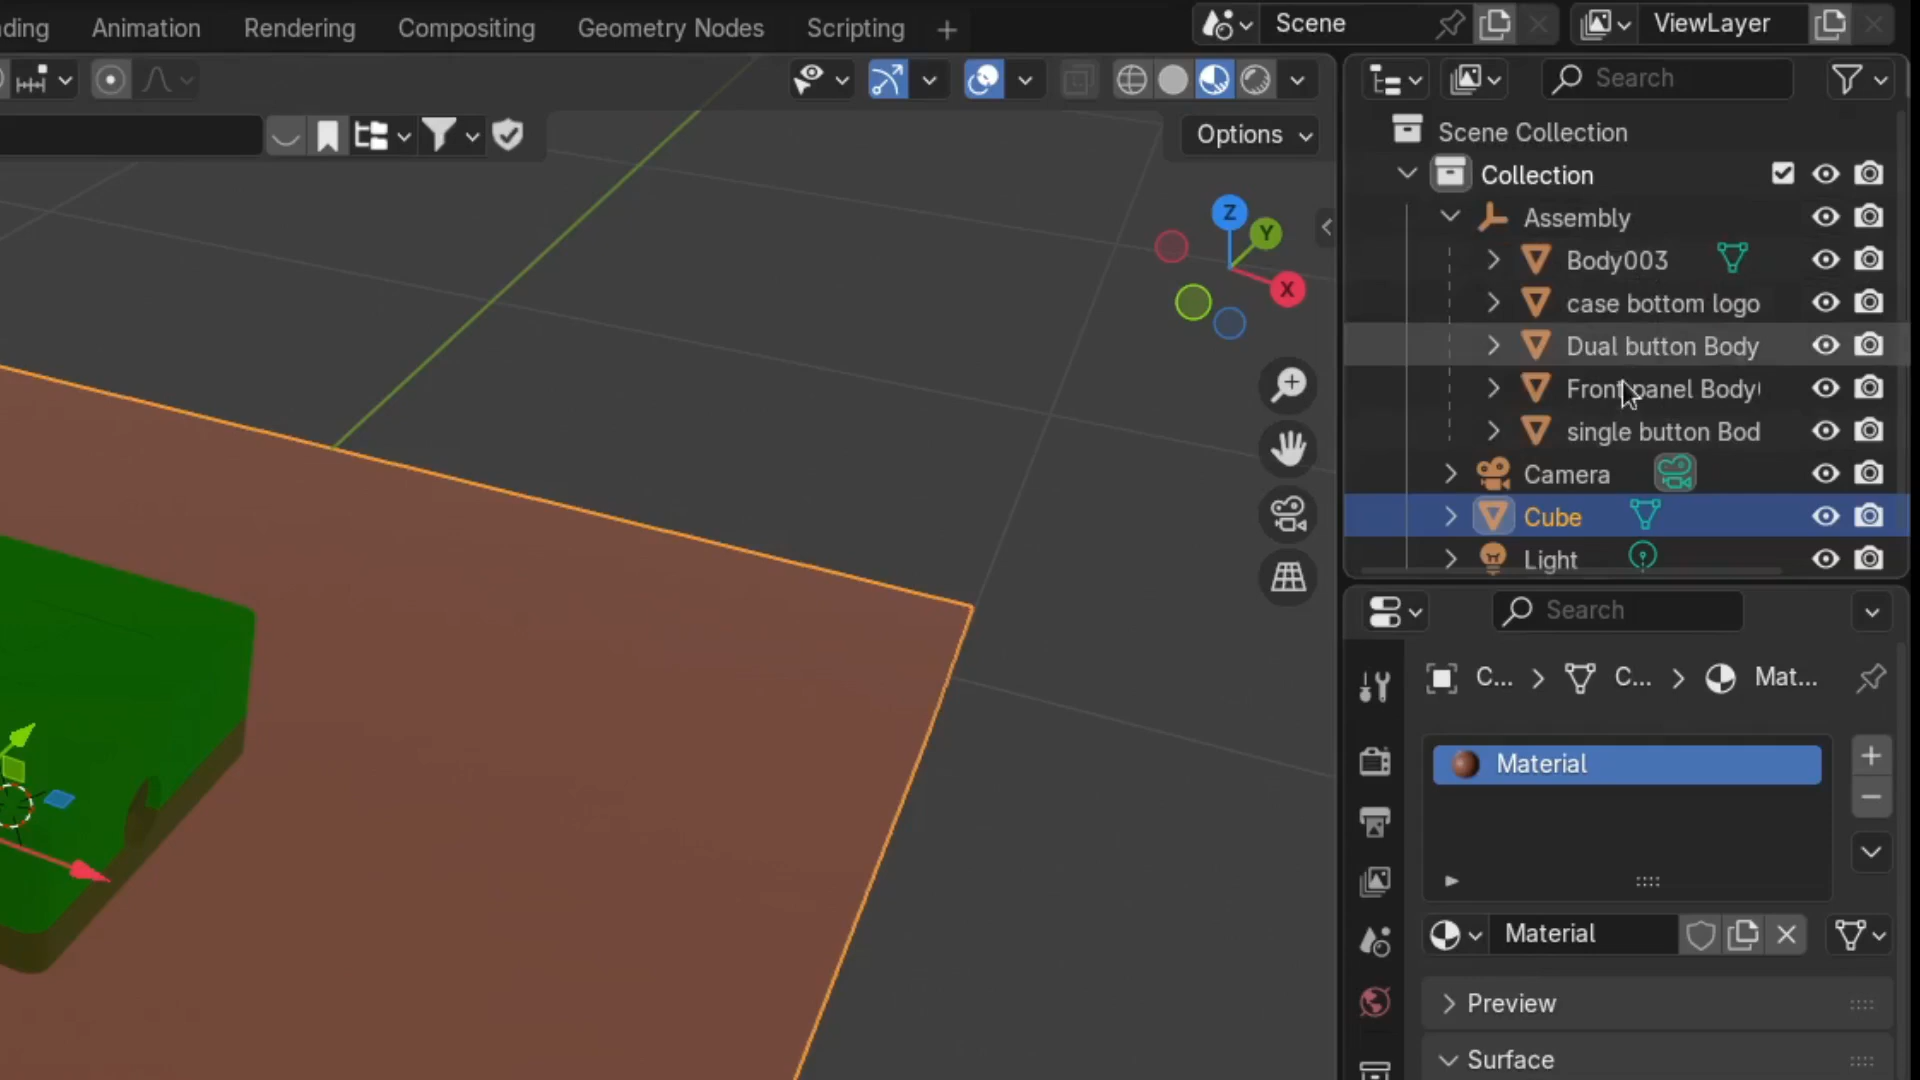 ding Animation Rendering Compositing Geometry Nodes Scripting + Scene ViewLayer
Search
Options
Scene Collection
Collection
Assembly
Body003
case bottom logo
Dual button Body
Front panel Body
single button Bod
Camera
Cube
Light
Z
Y
X
Search
C... > C... > Mat...
Material
Material
Preview
Surface